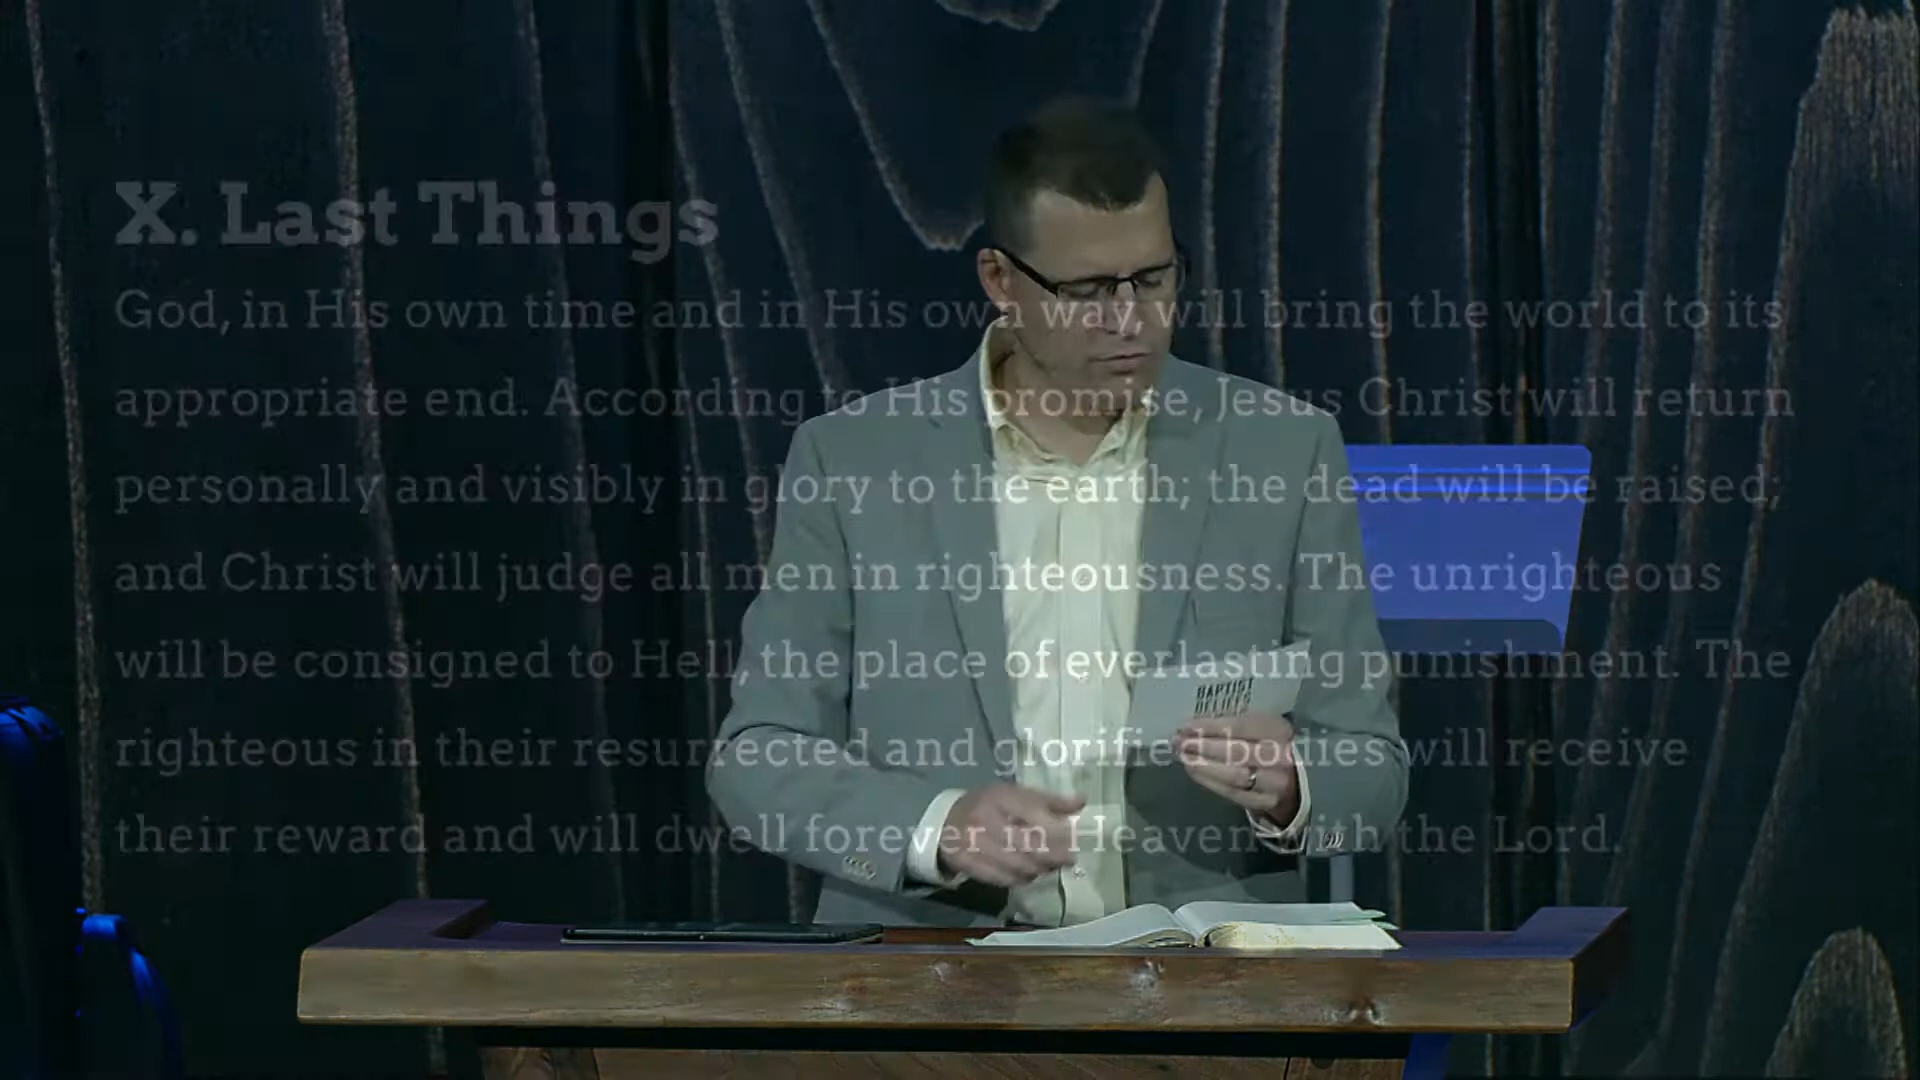 X. Last Things
God, in His own time and in His own way, will bring the world to its
appropriate end. According to His promise, Jesus Christ will return
personally and visibly in glory to the earth; the dead will be raised;
and Christ will judge all men in righteousness. The unrighteous
will be consigned to Hell, the place of everlasting punishment. The
righteous in their resurrected and glorified bodies will receive
their reward and will dwell forever in Heaven with the Lord.
BAPTIST
BELIEFS